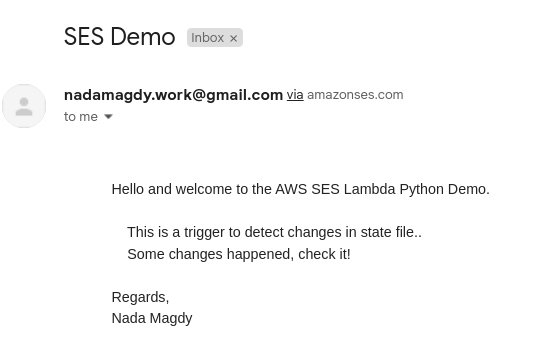 SES Demo Inbox ×
nadamagdy.work@gmail.com via amazonses.com
to me
Hello and welcome to the AWS SES Lambda Python Demo.
This is a trigger to detect changes in state file..
Some changes happened, check it!
Regards,
Nada Magdy